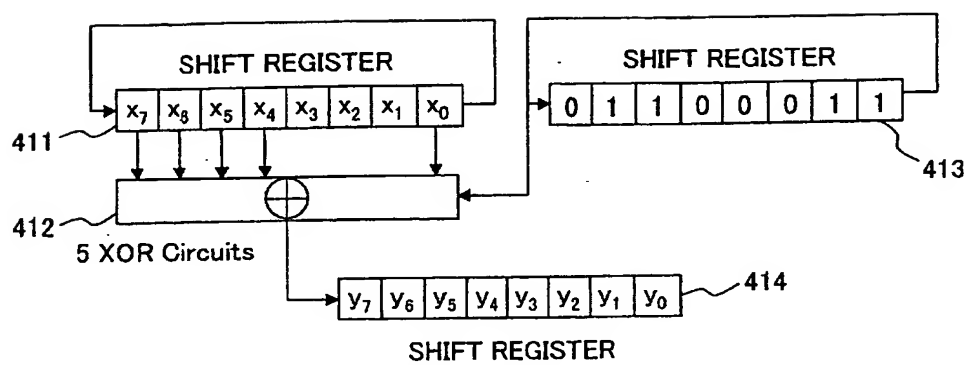 SHIFT REGISTER
SHIFT REGISTER
x7 x6 x5 x4 x3 x2 x1 x0
0 1 1 0 0 0 1 1
411
413
412
5 XOR Circuits
y7 y6 y5 y4 y3 y2 y1 y0
414
SHIFT REGISTER